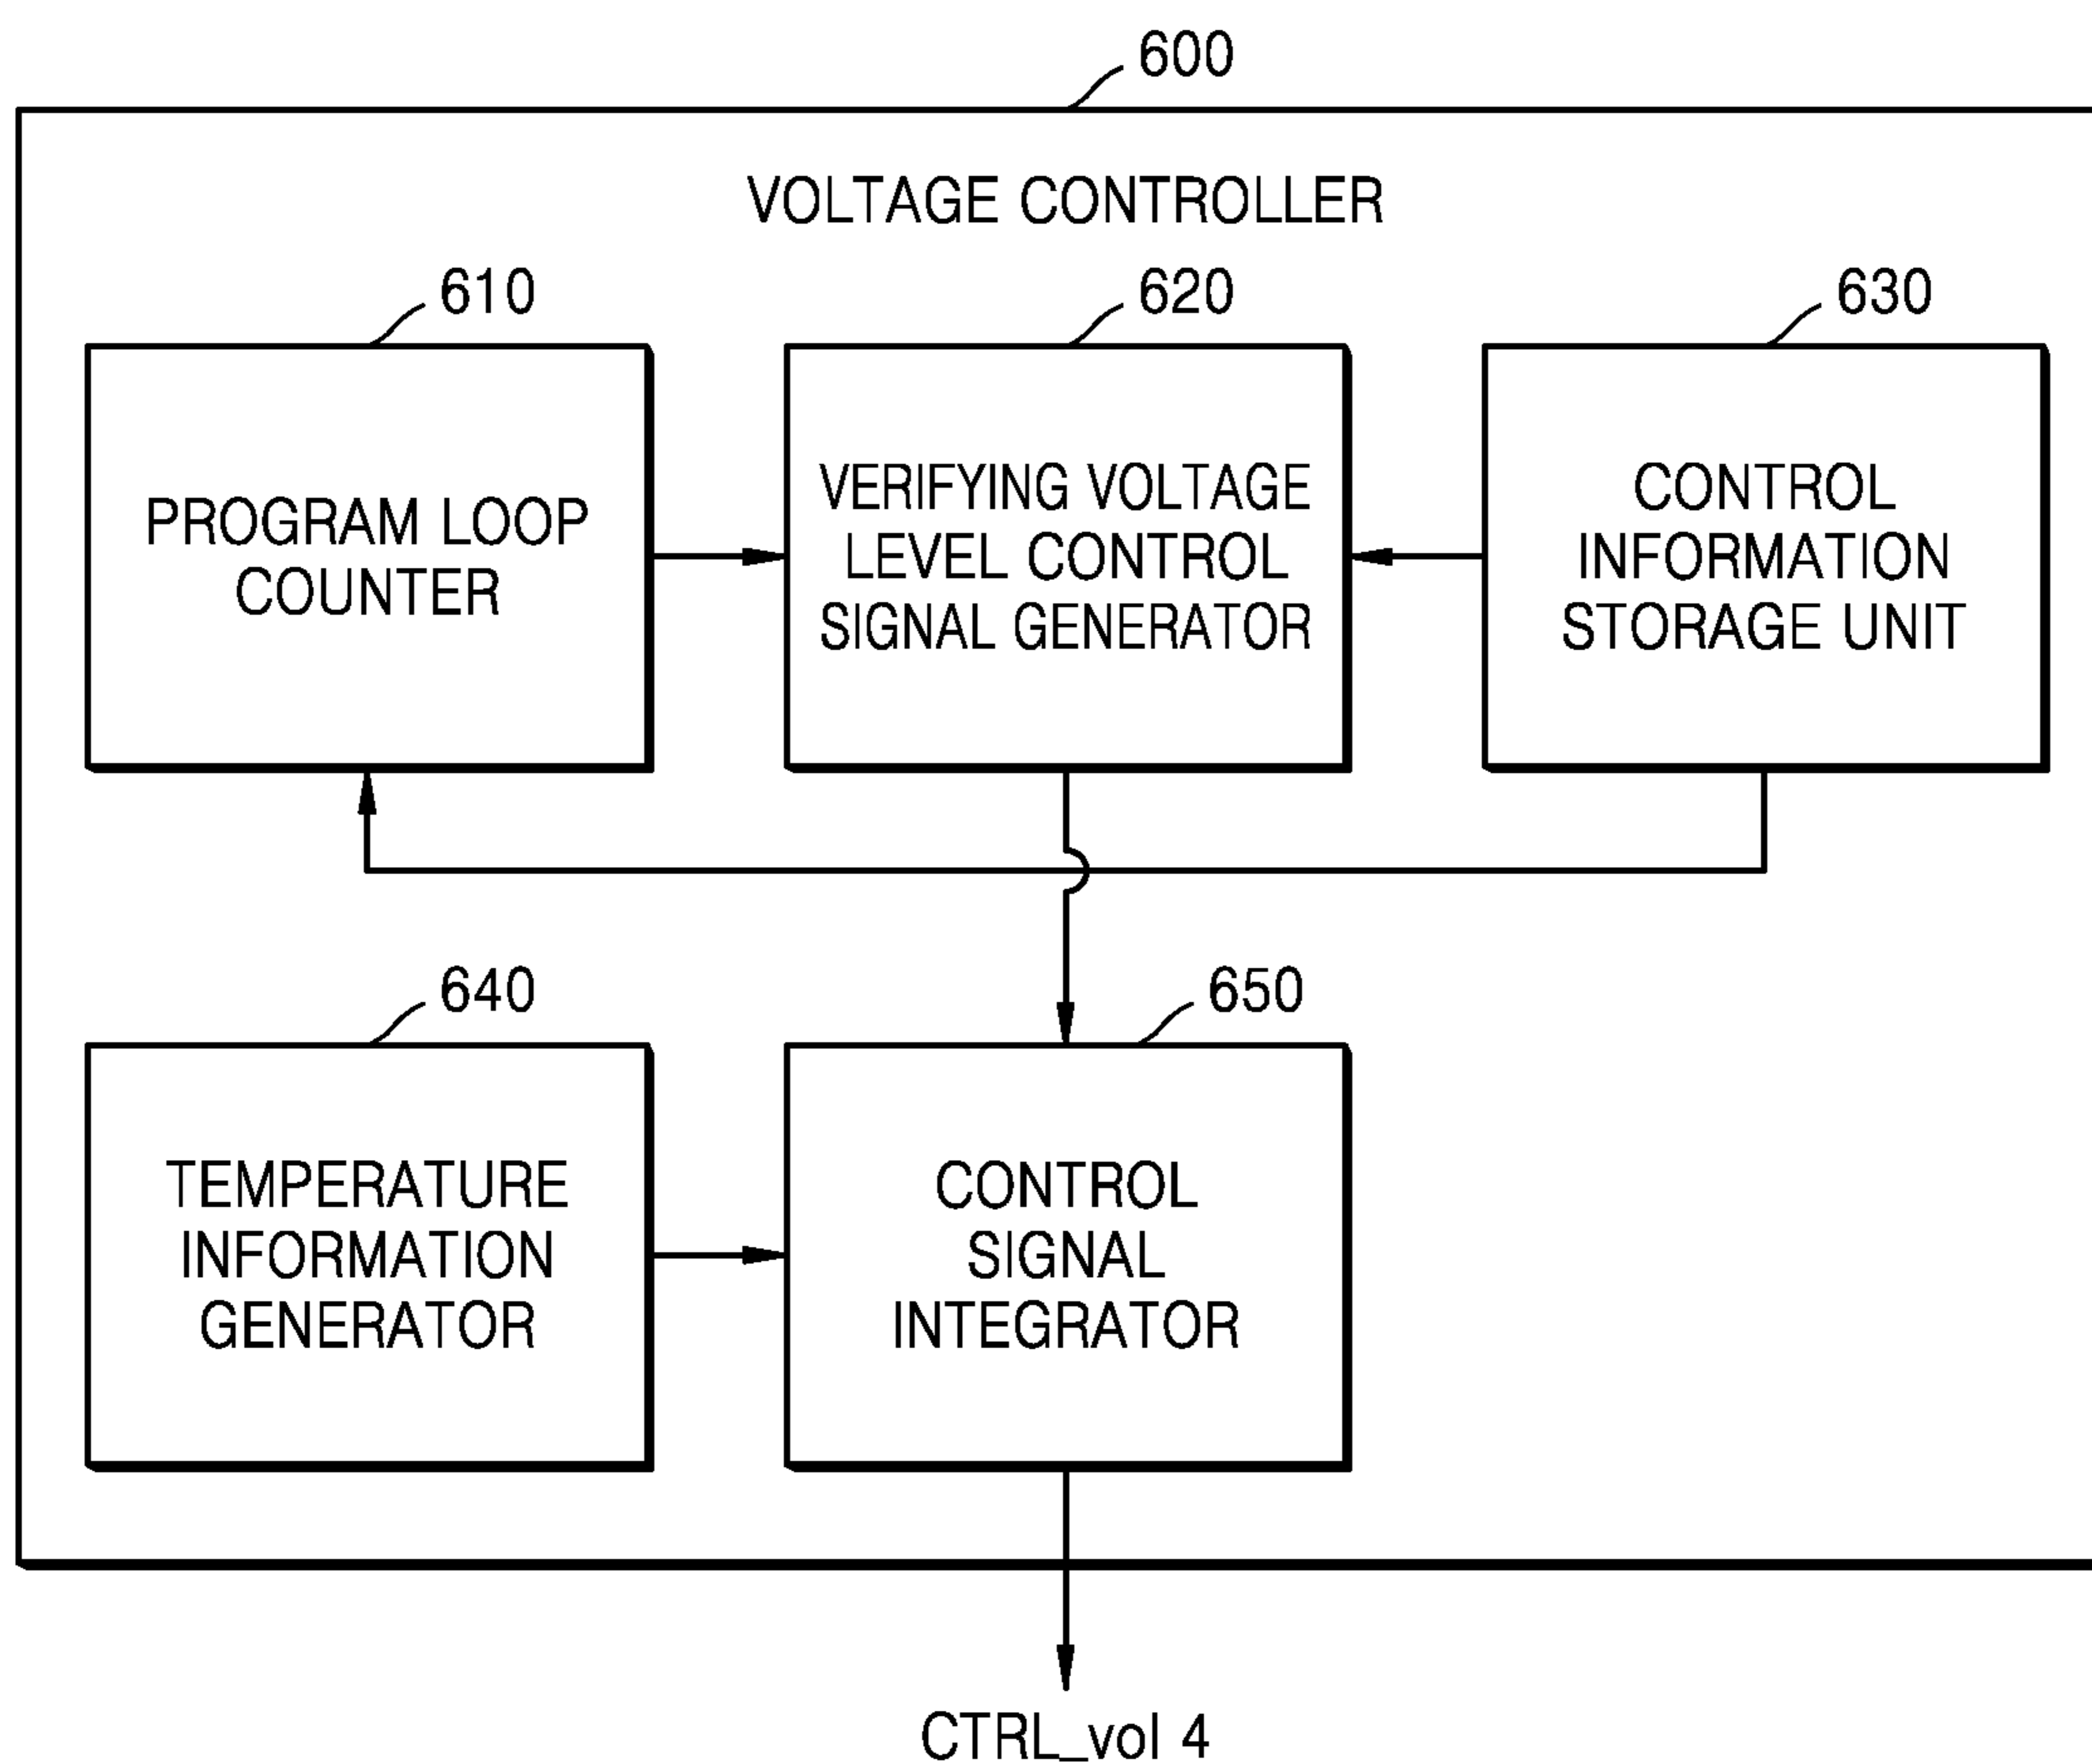 600
VOLTAGE CONTROLLER
610
620
630
PROGRAM LOOP
COUNTER
VERIFYING VOLTAGE
LEVEL CONTROL
SIGNAL GENERATOR
CONTROL
INFORMATION
STORAGE UNIT
640
650
TEMPERATURE
INFORMATION
GENERATOR
CONTROL
SIGNAL
INTEGRATOR
CTRL_vol 4